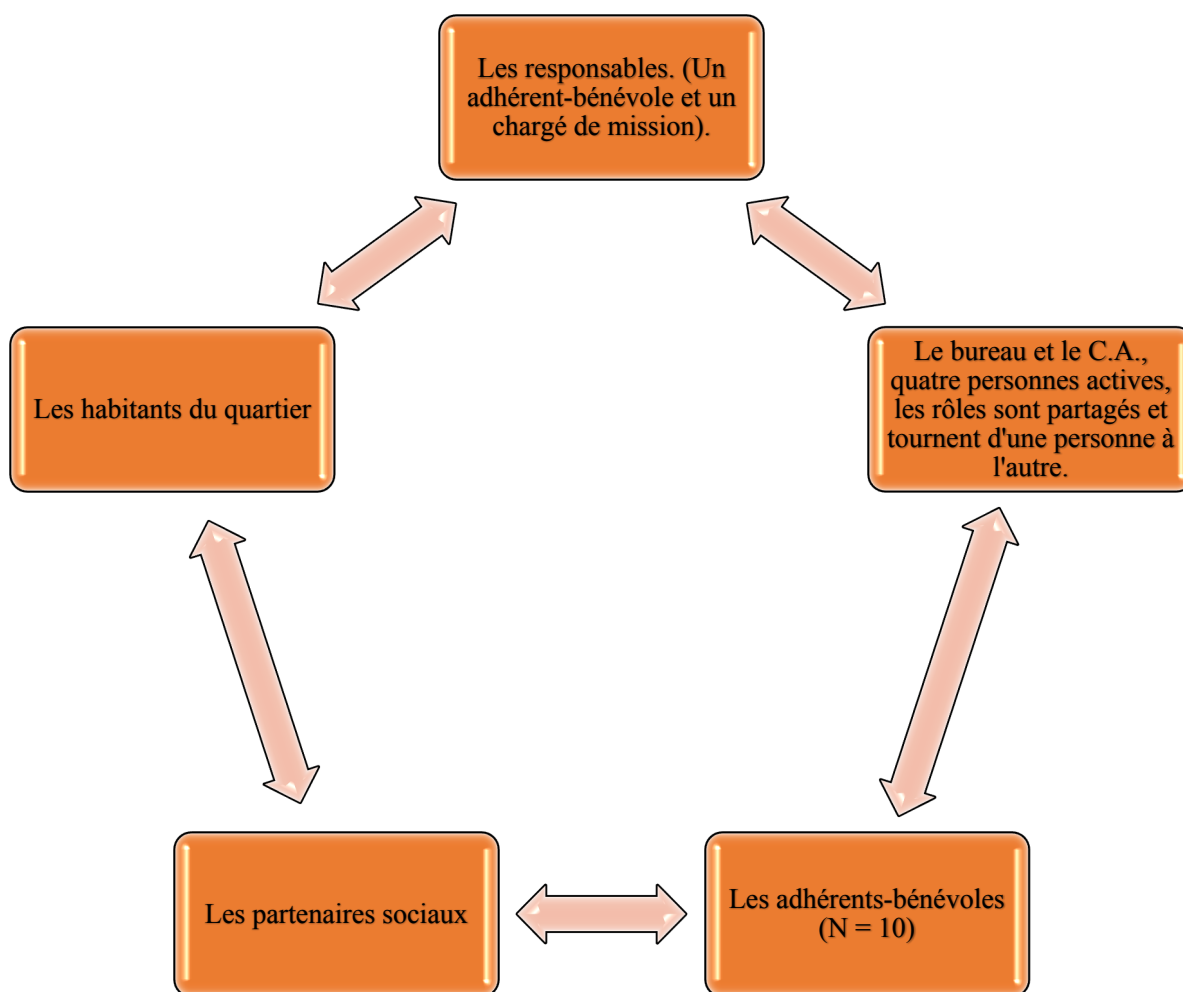 Les responsables. (Un
adhérent-bénévole et un
chargé de mission).
Les habitants du quartier
Le bureau et le C.A.,
quatre personnes actives,
les rôles sont partagés et
tournent d'une personne à
l'autre.
Les partenaires sociaux
Les adhérents-bénévoles
(N = 10)